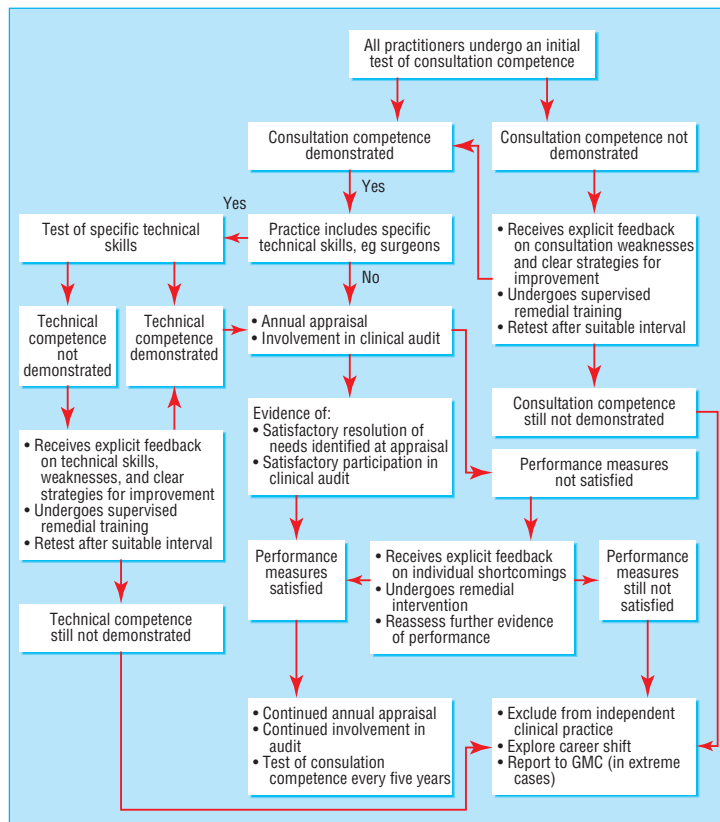 All practitioners undergo an initial
test of consultation competence
Consultation competence
demonstrated
Consultation competence not
demonstrated
Yes
Yes
Test of specific technical
skills
Practice includes specific
technical skills, eg surgeons
• Receives explicit feedback
on consultation weaknesses
and clear strategies for
improvement
• Undergoes supervised
remedial training
• Retest after suitable interval
No
Technical
competence
not
demonstrated
Technical
competence
demonstrated
• Annual appraisal
• Involvement in clinical audit
Consultation competence
still not demonstrated
Evidence of:
• Satisfactory resolution of
needs identified at appraisal
• Satisfactory participation in
clinical audit
• Receives explicit feedback
on technical skills,
weaknesses, and clear
strategies for improvement
• Undergoes supervised
remedial training
• Retest after suitable interval
Performance measures
not satisfied
Performance
measures
satisfied
• Receives explicit feedback
on individual shortcomings
• Undergoes remedial
intervention
• Reassess further evidence
of performance
Performance
measures
still not
satisfied
Technical competence
still not demonstrated
• Continued annual appraisal
• Continued involvement in
audit
• Test of consulation
competence every five years
• Exclude from independent
clinical practice
• Explore career shift
• Report to GMC (in extreme
cases)